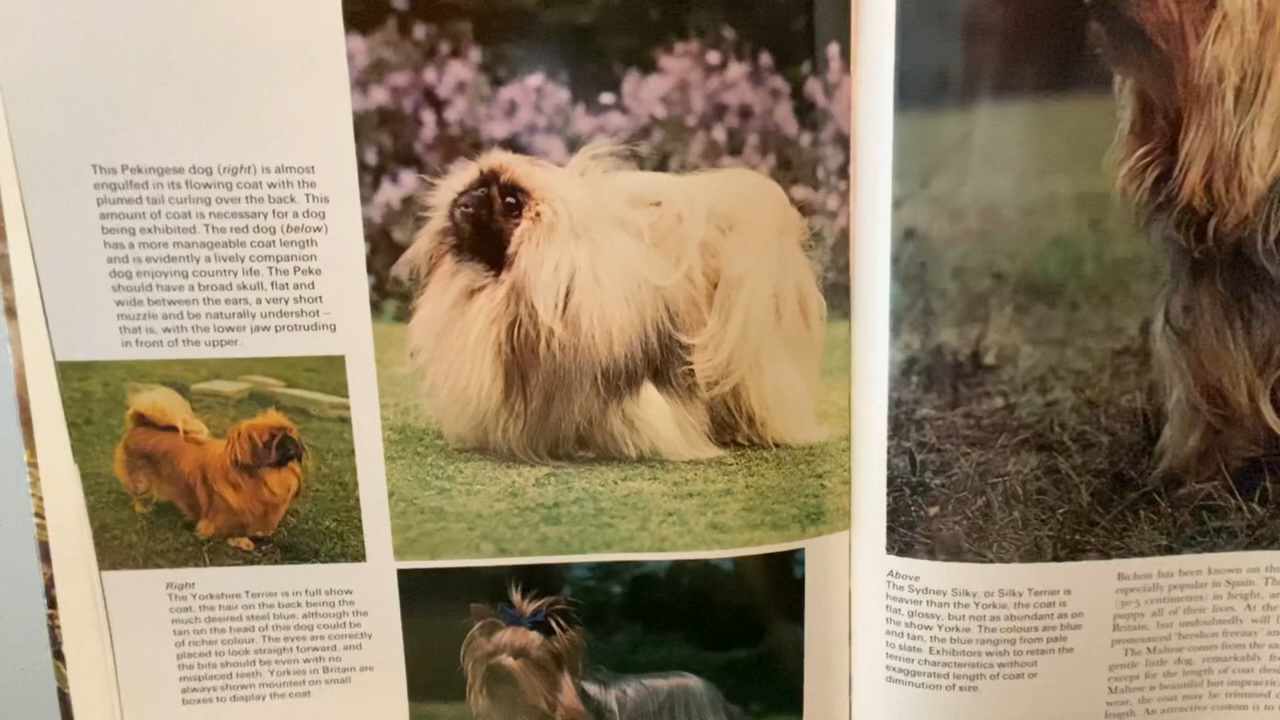 This Pekingese dog (right) is almost
engulfed in its flowing coat with the
plumed tail curling over the back. This
amount of coat is necessary for a dog
being exhibited. The red dog (below)
has a more manageable coat length
and is evidently a lively companion
dog enjoying country life. The Peke
should have a broad skull, flat and
wide between the ears, a very short
muzzle and be naturally undershot –
that is, with the lower jaw protruding
in front of the upper.
Right
The Yorkshire Terrier is in full show
coat, the hair on the back being the
much desired steel blue, although the
tan on the head of this dog could be
of richer colour. The eyes are correctly
placed to look straight forward, and
the bits should be even with no
misplaced teeth. Yorkies in Britain are
always shown mounted on small
boxes to display the coat.
Above
The Sydney Silky, or Silky Terrier is
heavier than the Yorkie, the coat is
flat, glossy, but not as abundant as on
the show Yorkie. The colours are blue
and tan, the blue ranging from pale
to slate. Exhibitors wish to retain the
terrier characteristics without
exaggerated length of coat or
diminution of size.
Bichon has been known on the
especially popular in Spain.
(30·5 centimetres) in height,
puppy all of their lives. At the
Britain, but undoubtedly will
pronounced
The Maltese comes from the
gentle little dog, remarkably
except for the length of coat
Maltese is beautiful but
wear, the coat may be trimmed
length. An attractive custom is to